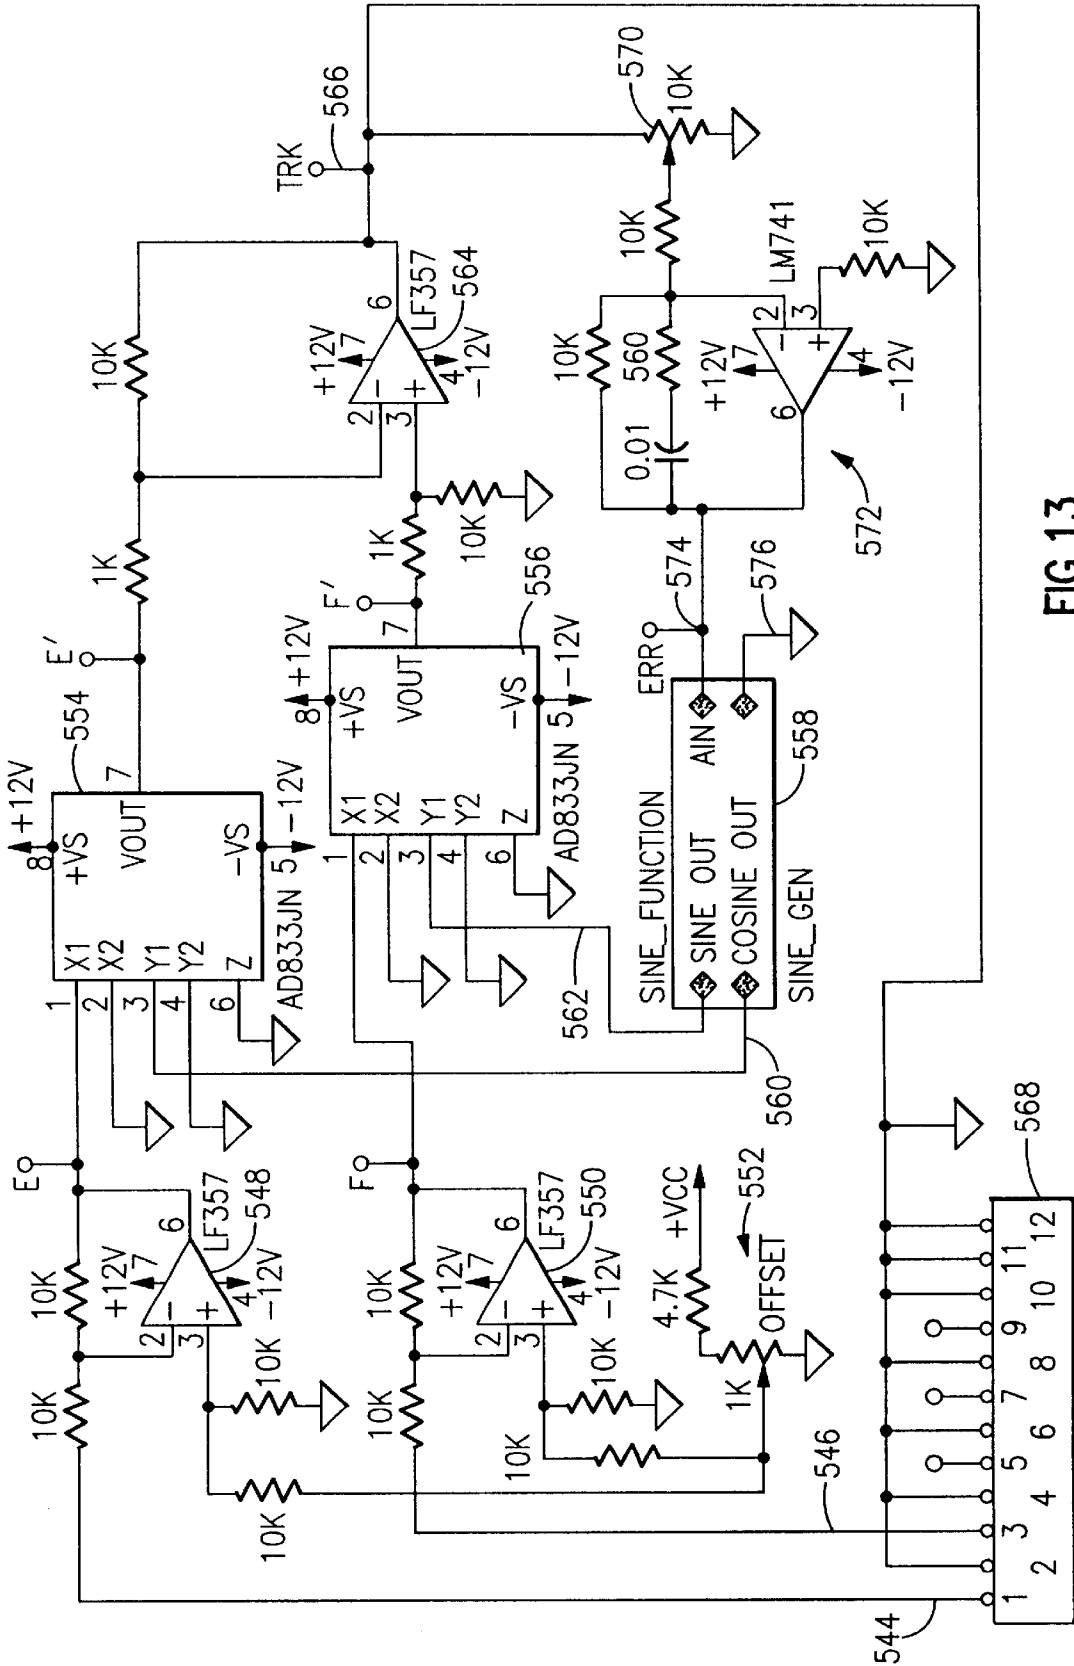 544
10K
10K
E
+12V
7
2
3
6
4
−
+
LF357
548
-12V
10K
10K
1
2
3
4
6
X1
X2
Y1
Y2
Z
8
+12V
+VS
VOUT
7
-VS
5
-12V
AD833JN
554
E'
1K
10K
TRK
566
+12V
7
2
3
6
4
−
+
LF357
564
-12V
10K
10K
F
+12V
7
2
3
6
4
−
+
LF357
550
-12V
10K
10K
546
+VCC
4.7K
552
1K
OFFSET
1
2
3
4
6
X1
X2
Y1
Y2
Z
8
+12V
+VS
VOUT
7
-VS
5
-12V
AD833JN
556
F'
1K
10K
562
560
SINE_FUNCTION
SINE OUT
AIN
COSINE OUT
SINE_GEN
558
ERR
574
576
0.01
560
10K
10K
570
10K
LM741
+12V
7
2
3
6
4
−
+
-12V
10K
572
1
2
3
4
5
6
7
8
9
10
11
12
568
FIG.13